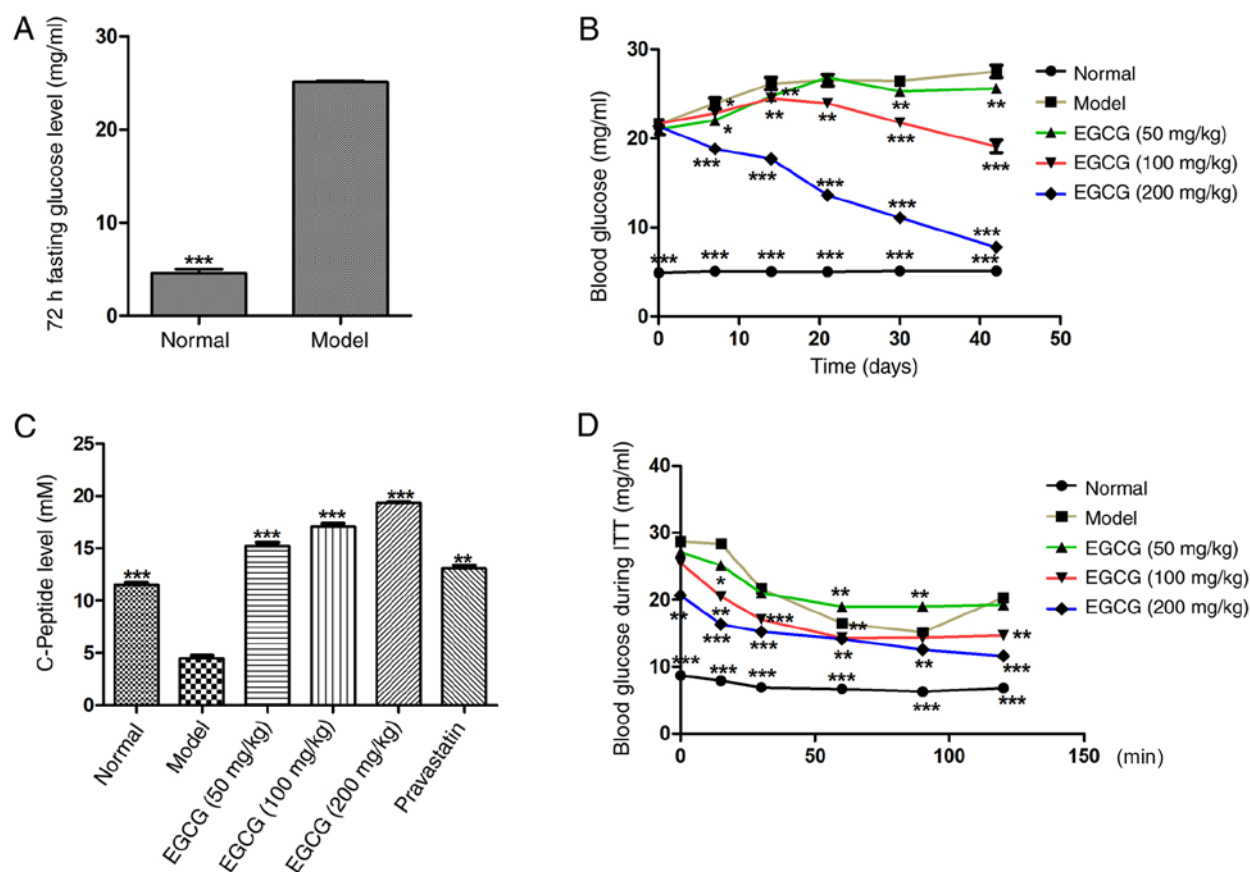 A
72 h fasting glucose level (mg/ml)
30
20
10
0
***
Normal
Model
B
Blood glucose (mg/ml)
30
20
10
0
*
**
**
**
*
**
**
***
***
***
***
***
***
***
***
***
***
***
***
***
***
0
10
20
30
40
50
Time (days)
Normal
Model
EGCG (50 mg/kg)
EGCG (100 mg/kg)
EGCG (200 mg/kg)
C
C-Peptide level (mM)
25
20
15
10
5
0
***
***
***
***
**
Normal
Model
EGCG (50 mg/kg)
EGCG (100 mg/kg)
EGCG (200 mg/kg)
Pravastatin
D
Blood glucose during ITT (mg/ml)
40
30
20
10
0
*
**
**
**
**
***
**
**
***
***
**
**
***
***
***
***
***
***
***
0
50
100
150
(min)
Normal
Model
EGCG (50 mg/kg)
EGCG (100 mg/kg)
EGCG (200 mg/kg)